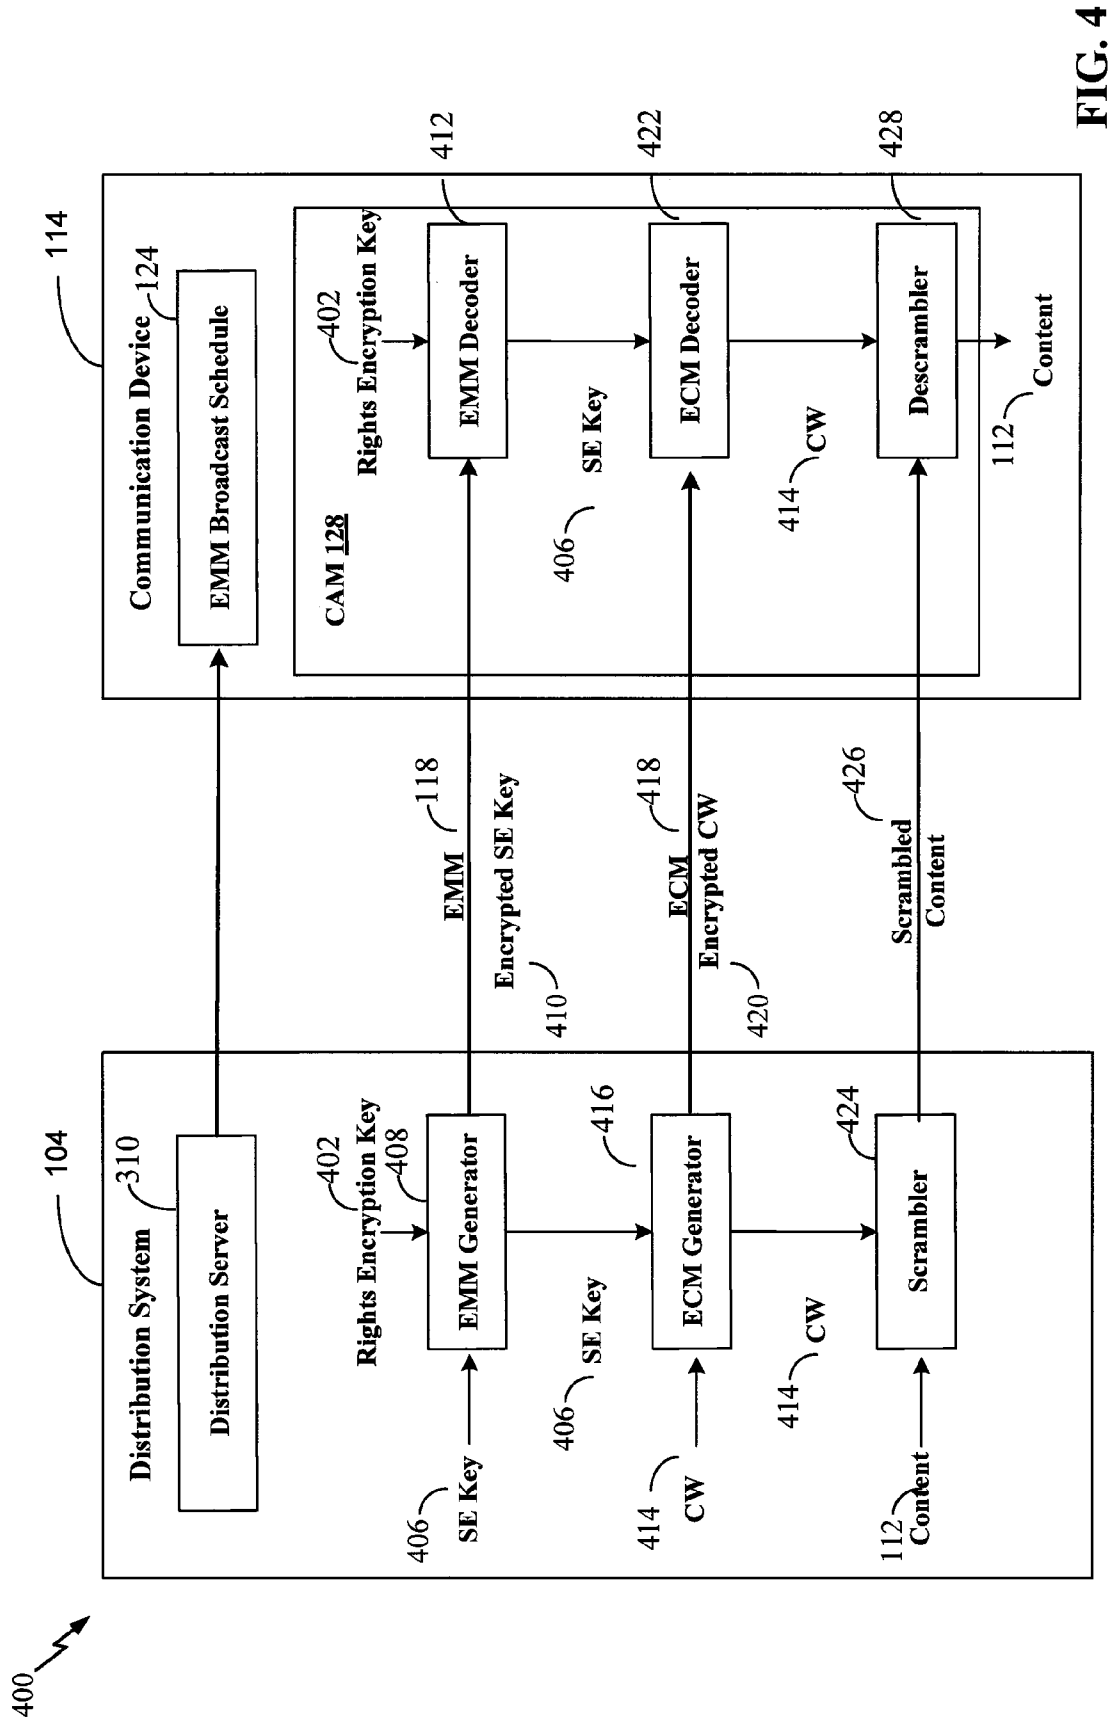 400
104
Distribution System
310
Distribution Server
402
Rights Encryption Key
408
406
SE Key
EMM Generator
406
SE Key
416
414
CW
ECM Generator
414
CW
424
112
Content
Scrambler
118
EMM
Encrypted SE Key
410
418
ECM
Encrypted CW
420
426
Scrambled
Content
114
Communication Device
124
EMM Broadcast Schedule
CAM 128
402
Rights Encryption Key
412
EMM Decoder
406
SE Key
422
ECM Decoder
414
CW
428
Descrambler
112
Content
FIG. 4